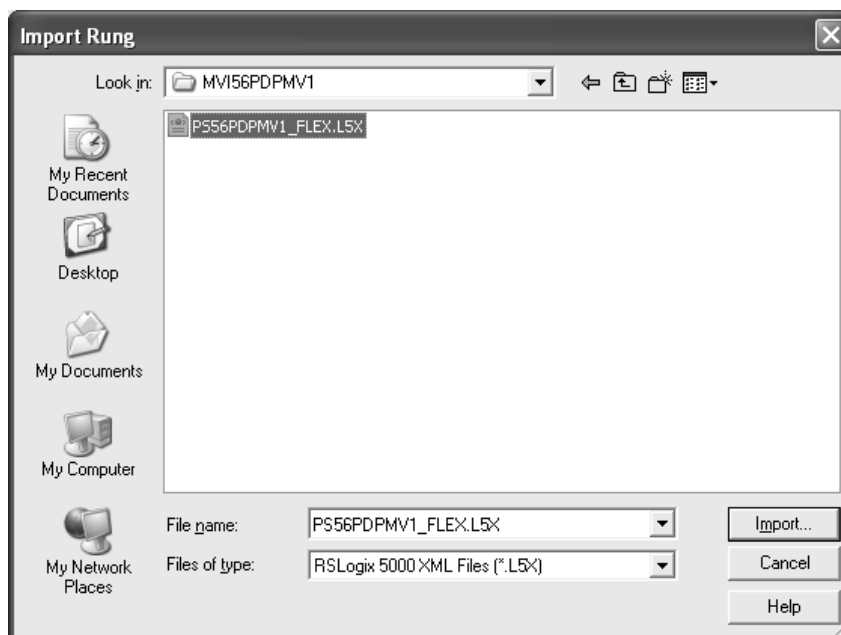 Import Rung
Look in:
MVI56PDPMV1
PS56PDPMV1_FLEX.L5X
My Recent
Documents
Desktop
My Documents
My Computer
My Network
Places
File name:
PS56PDPMV1_FLEX.L5X
Import...
Files of type:
RSLogix 5000 XML Files (*.L5X)
Cancel
Help